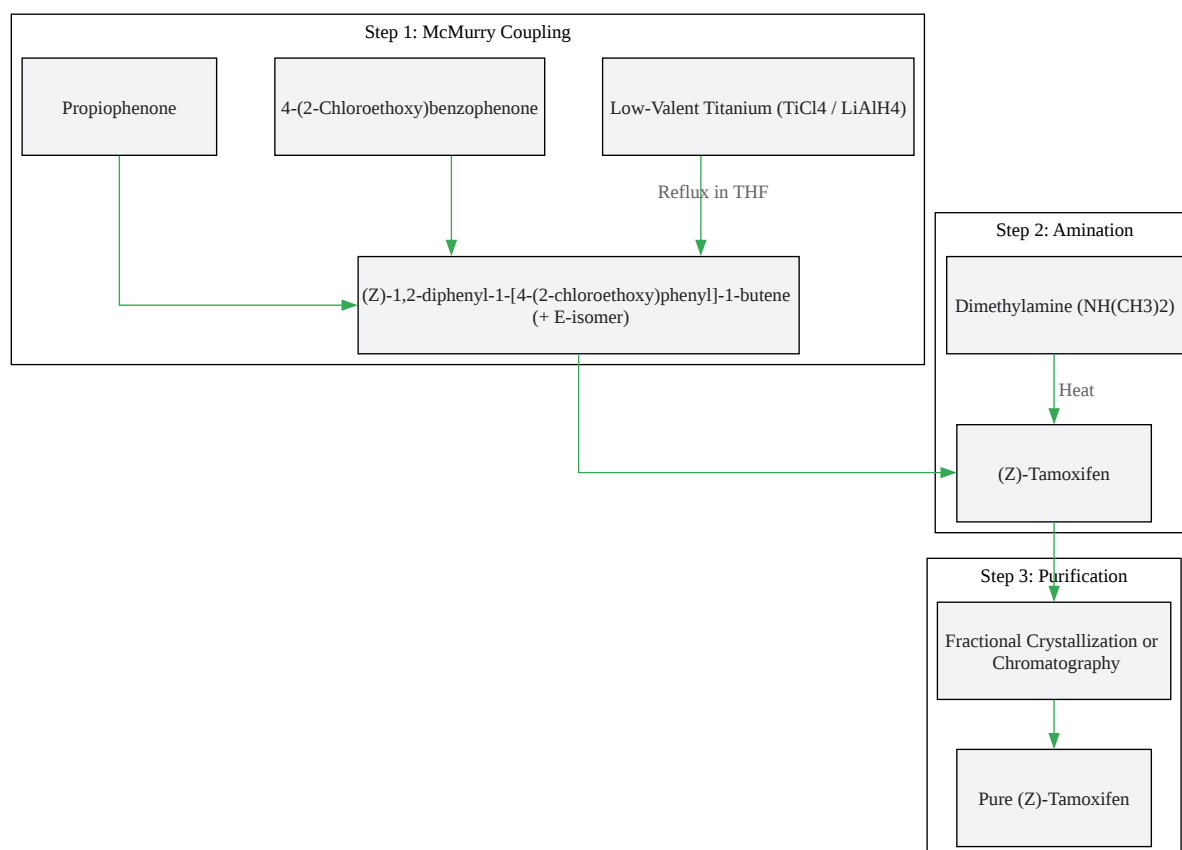 Step 1: McMurry Coupling
Propiophenone
4-(2-Chloroethoxy)benzophenone
Low-Valent Titanium (TiCl4 / LiAlH4)
Reflux in THF
(Z)-1,2-diphenyl-1-[4-(2-chloroethoxy)phenyl]-1-butene
(+ E-isomer)
Step 2: Amination
Dimethylamine (NH(CH3)2)
Heat
(Z)-Tamoxifen
Step 3: Purification
Fractional Crystallization or
Chromatography
Pure (Z)-Tamoxifen